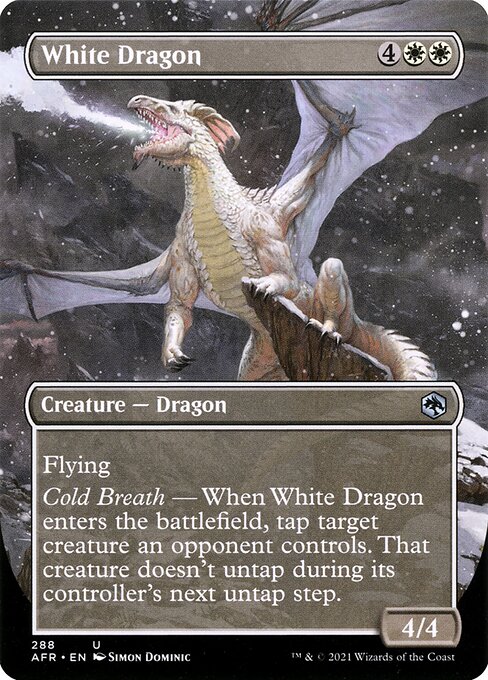 White Dragon 4
Creature — Dragon
Flying
Cold Breath — When White Dragon
enters the battlefield, tap target
creature an opponent controls. That
creature doesn't untap during its
controller's next untap step.
4/4
288 U
AFR • EN Simon Dominic ™ & © 2021 Wizards of the Coast